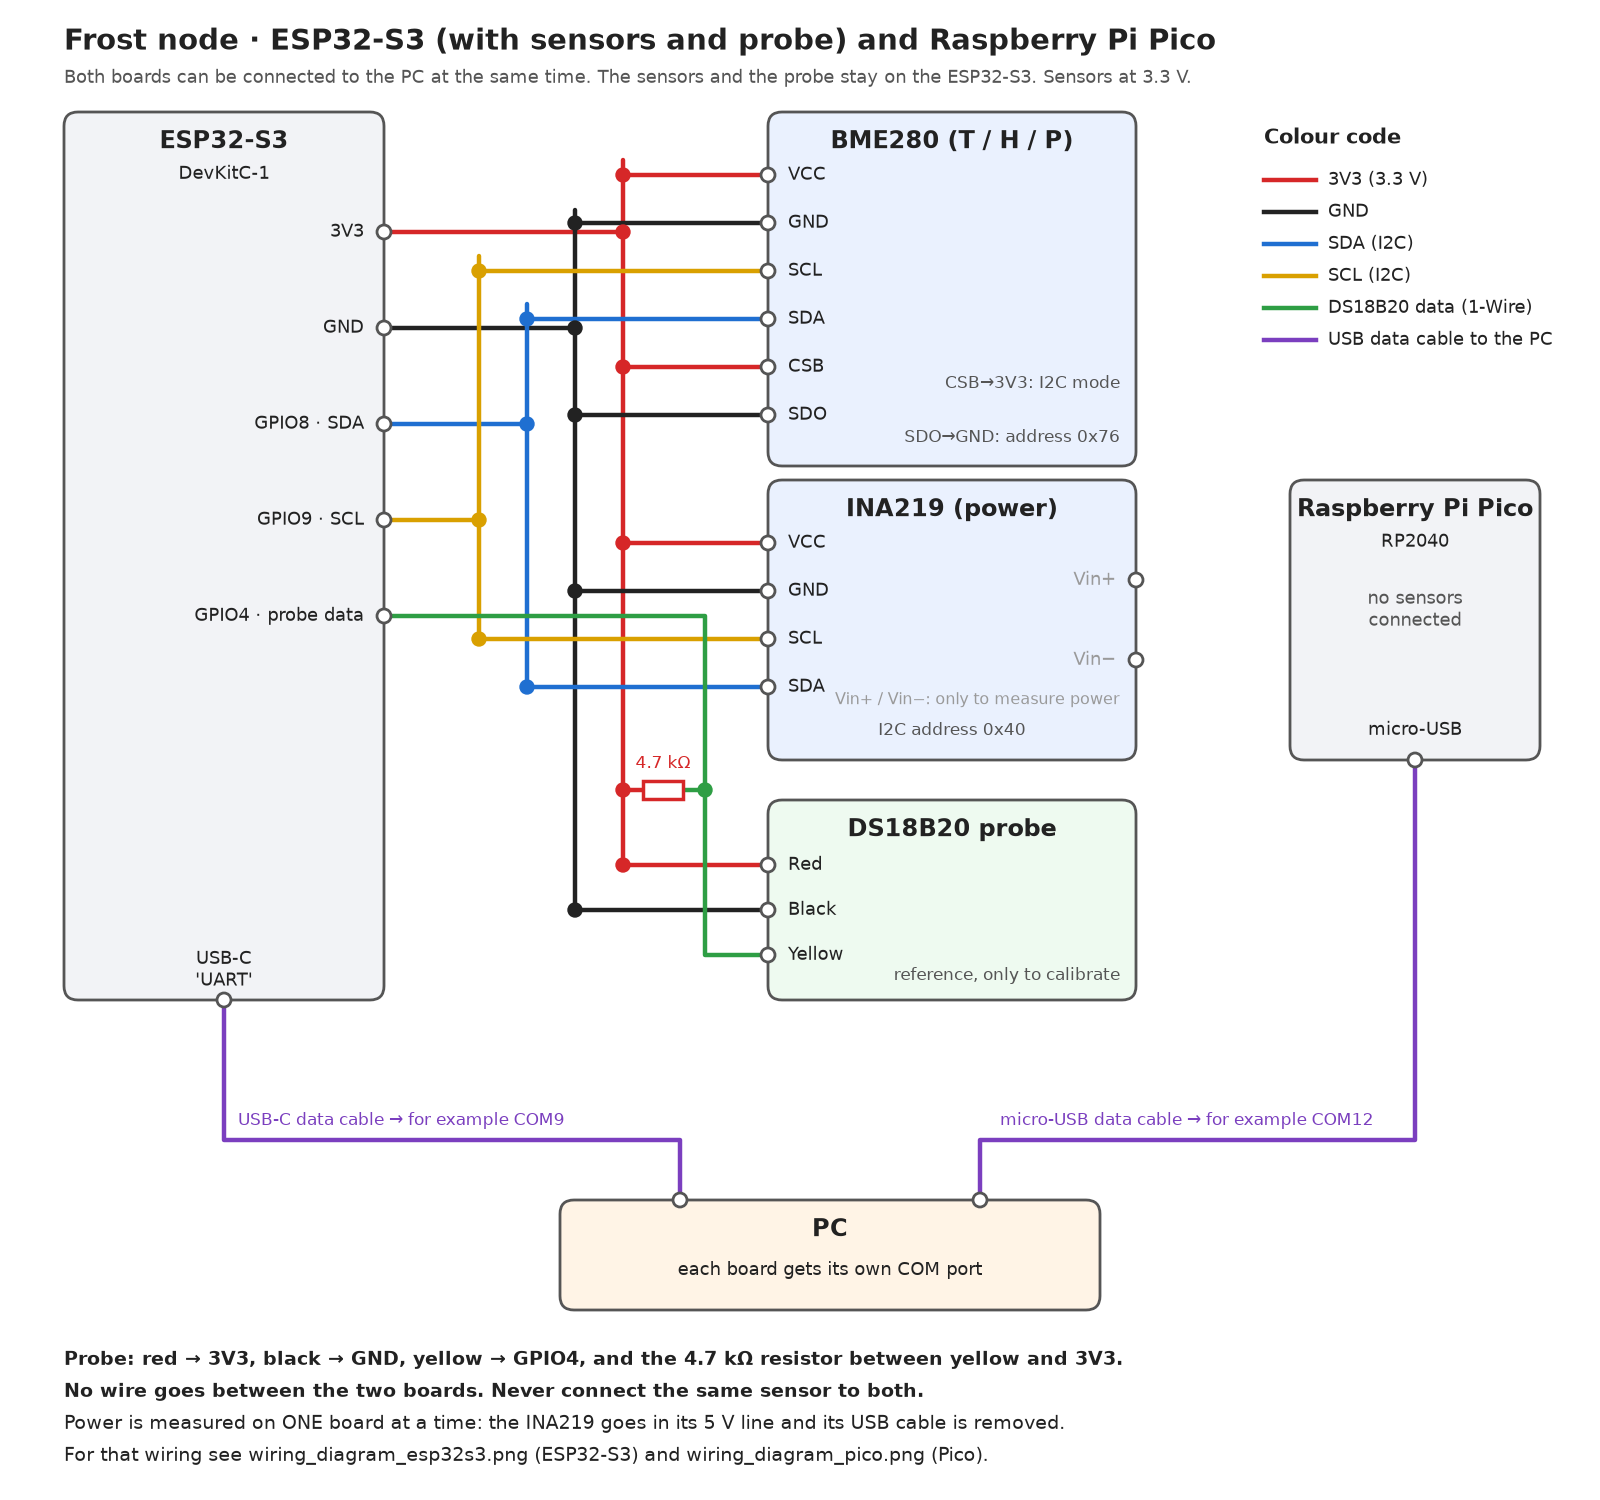 Frost node · ESP32-S3 (with sensors and probe) and Raspberry Pi Pico
Both boards can be connected to the PC at the same time. The sensors and the probe stay on the ESP32-S3. Sensors at 3.3 V.
ESP32-S3
DevKitC-1
3V3
GND
GPIO8 · SDA
GPIO9 · SCL
GPIO4 · probe data
USB-C
'UART'
BME280 (T / H / P)
VCC
GND
SCL
SDA
CSB
CSB→3V3: I2C mode
SDO
SDO→GND: address 0x76
INA219 (power)
VCC
GND
SCL
SDA
Vin+
Vin−
Vin+ / Vin−: only to measure power
I2C address 0x40
4.7 kΩ
DS18B20 probe
Red
Black
Yellow
reference, only to calibrate
Colour code
3V3 (3.3 V)
GND
SDA (I2C)
SCL (I2C)
DS18B20 data (1-Wire)
USB data cable to the PC
Raspberry Pi Pico
RP2040
no sensors
connected
micro-USB
USB-C data cable → for example COM9
micro-USB data cable → for example COM12
PC
each board gets its own COM port
Probe: red → 3V3, black → GND, yellow → GPIO4, and the 4.7 kΩ resistor between yellow and 3V3.
No wire goes between the two boards. Never connect the same sensor to both.
Power is measured on ONE board at a time: the INA219 goes in its 5 V line and its USB cable is removed.
For that wiring see wiring_diagram_esp32s3.png (ESP32-S3) and wiring_diagram_pico.png (Pico).